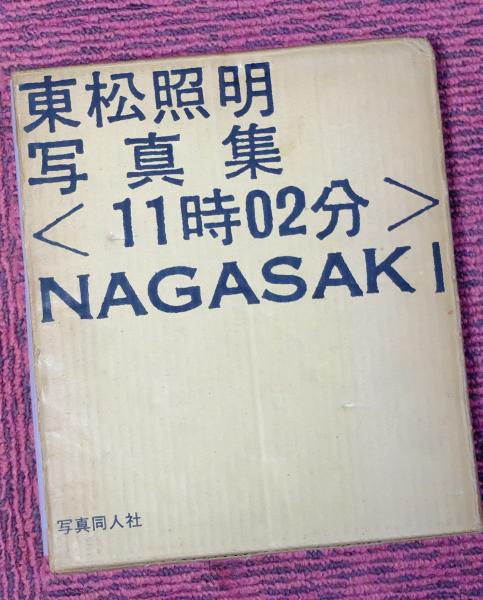 東松照明
写真集
＜11時02分＞
NAGASAKI
写真同人社